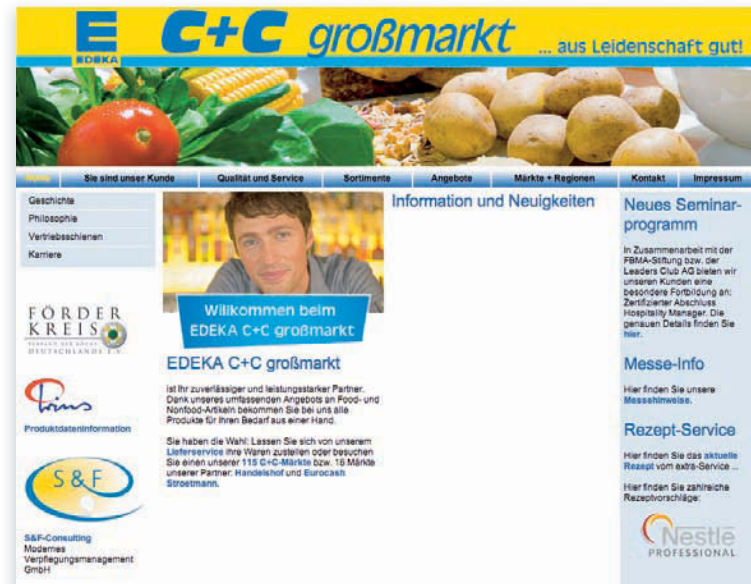 E
EDEKA
C+C großmarkt
... aus Leidenschaft gut!
Home
Sie sind unser Kunde
Qualität und Service
Sortimente
Angebote
Märkte + Regionen
Kontakt
Impressum
Geschichte
Philosophie
Vertriebsschienen
Karriere
FÖRDER
KREIS
VERBAND DER KÖCHE
DEUTSCHLANDS E.V.
Trins
Produktdateninformation
S & F
S&F-Consulting
Modernes
Verpflegungsmanagement
GmbH
Willkommen beim
EDEKA C+C großmarkt
EDEKA C+C großmarkt
ist Ihr zuverlässiger und leistungsstarker Partner.
Dank unseres umfassenden Angebots an Food- und
Nonfood-Artikeln bekommen Sie bei uns alle
Produkte für Ihren Bedarf aus einer Hand.
Sie haben die Wahl: Lassen Sie sich von unserem
Lieferservice Ihre Waren zustellen oder besuchen
Sie einen unserer 115 C+C-Märkte bzw. 16 Märkte
unserer Partner: Handelshof und Eurocash
Stroetmann.
Information und Neuigkeiten
Neues Seminar-
programm
In Zusammenarbeit mit der
FBMA-Stiftung bzw. der
Leaders Club AG bieten wir
unseren Kunden eine
besondere Fortbildung an:
Zertifizierter Abschluss
Hospitality Manager. Die
genauen Details finden Sie
hier.
Messe-Info
Hier finden Sie unsere
Messehinweise.
Rezept-Service
Hier finden Sie das aktuelle
Rezept vom extra-Service ...
Hier finden Sie zahlreiche
Rezeptvorschläge:
Nestlé
PROFESSIONAL